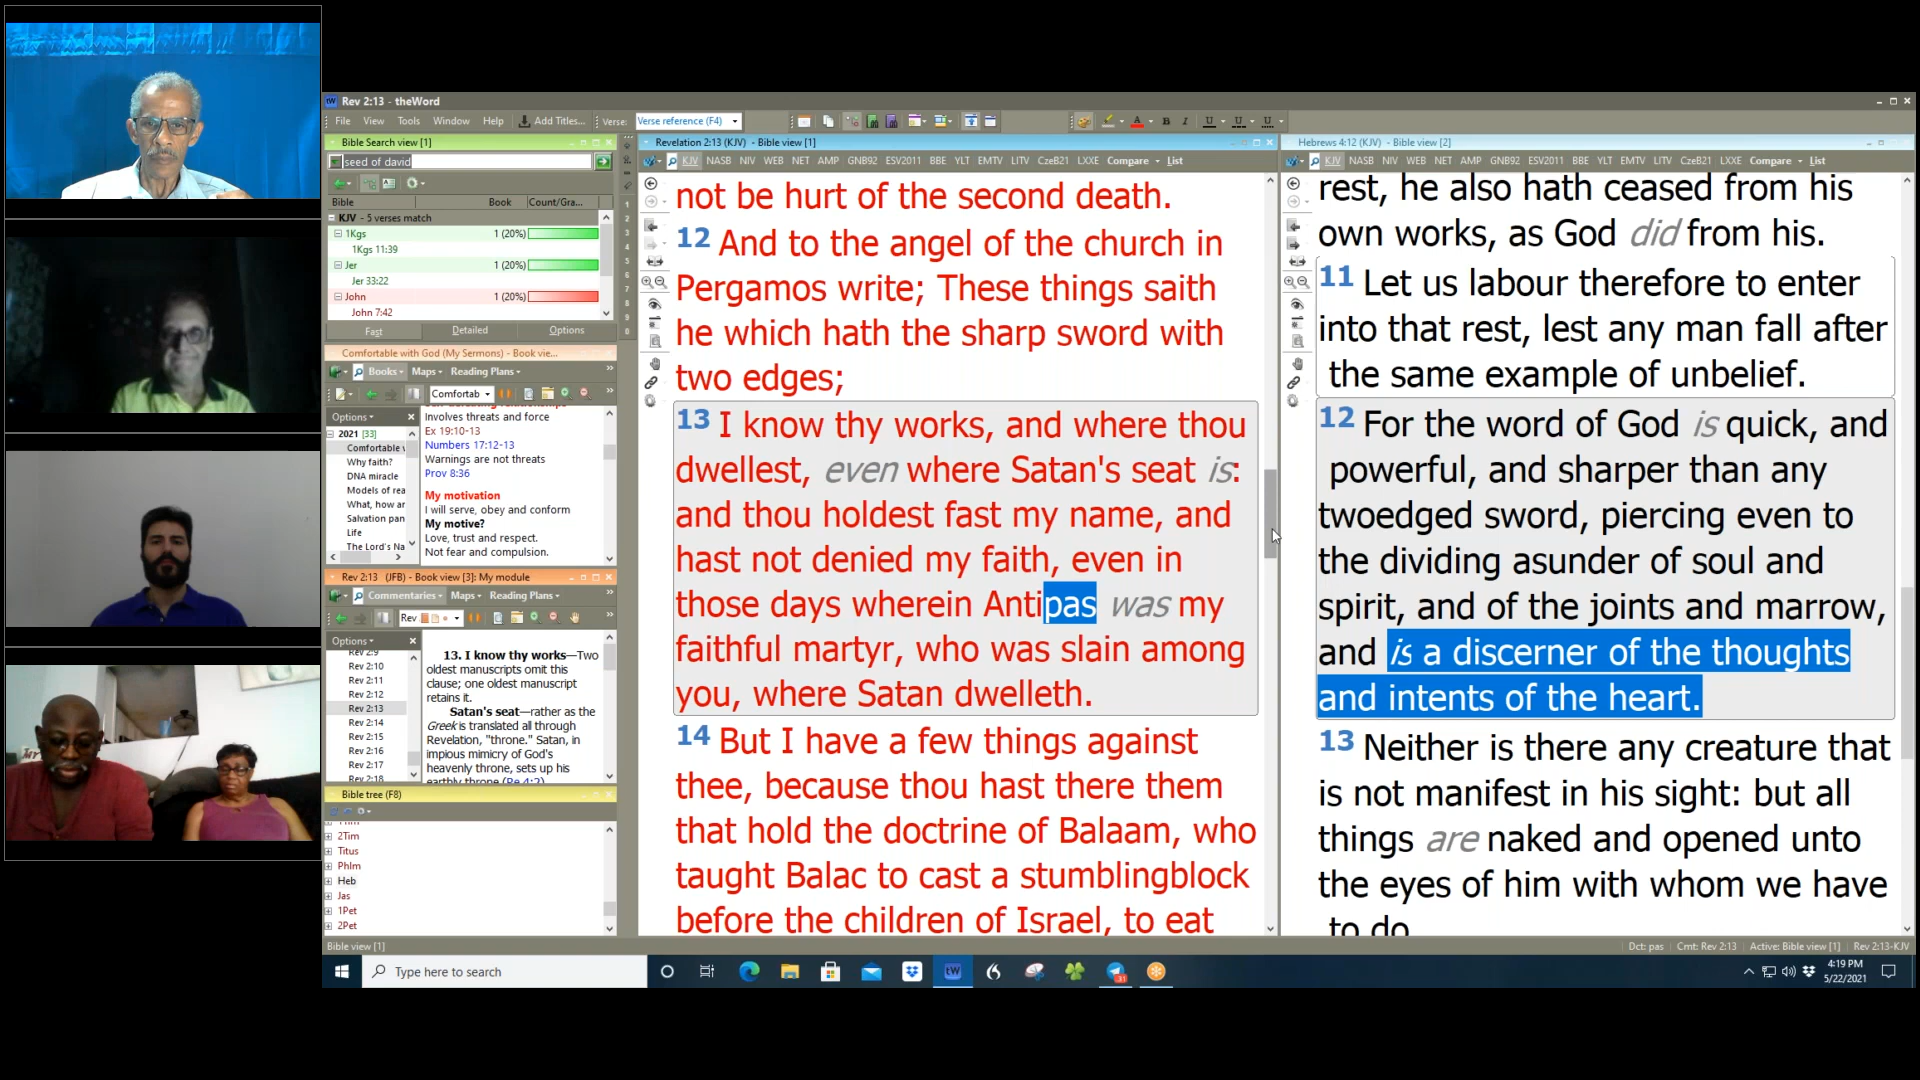 Rev 2:13 - theWord
File View Tools Window Help Add Titles... Verse: Verse reference (F4)
Bible Search view [1]
seed of david
Bible Book Count/Gra...
KJV - 5 verses match
1Kgs 1 (20%)
1Kgs 11:39
Jer 1 (20%)
Jer 33:22
John 1 (20%)
John 7:42
Fast Detailed Options
Comfortable with God (My Sermons) - Book vie...
Books Maps Reading Plans
Comfortab
Options
2021 [33]
Comfortable
Why faith?
DNA miracle
Models of rea
What, how ar
Salvation pan
Life
The Lord's Na
Involves threats and force
Ex 19:10-13
Numbers 17:12-13
Warnings are not threats
Prov 8:36
My motivation
I will serve, obey and conform
My motive?
Love, trust and respect.
Not fear and compulsion.
Rev 2:13 (JFB) - Book view [3]: My module
Commentaries Maps Reading Plans
Rev
Options
Rev 2:9
Rev 2:10
Rev 2:11
Rev 2:12
Rev 2:13
Rev 2:14
Rev 2:15
Rev 2:16
Rev 2:17
Rev 2:18
13. I know thy works—Two
oldest manuscripts omit this
clause; one oldest manuscript
retains it.
Satan's seat—rather as the
Greek is translated all through
Revelation, "throne." Satan, in
impious mimicry of God's
heavenly throne, sets up his
earthly throne (Re 4:2)
Bible tree (F8)
2Tim
Titus
Phlm
Heb
Jas
1Pet
2Pet
Bible view [1]
Revelation 2:13 (KJV) - Bible view [1]
KJV NASB NIV WEB NET AMP GNB92 ESV2011 BBE YLT EMTV LITV CzeB21 LXXE Compare List
not be hurt of the second death.
12 And to the angel of the church in
Pergamos write; These things saith
he which hath the sharp sword with
two edges;
13 I know thy works, and where thou
dwellest, even where Satan's seat is:
and thou holdest fast my name, and
hast not denied my faith, even in
those days wherein Antipas was my
faithful martyr, who was slain among
you, where Satan dwelleth.
14 But I have a few things against
thee, because thou hast there them
that hold the doctrine of Balaam, who
taught Balac to cast a stumblingblock
before the children of Israel, to eat
Hebrews 4:12 (KJV) - Bible view [2]
KJV NASB NIV WEB NET AMP GNB92 ESV2011 BBE YLT EMTV LITV CzeB21 LXXE Compare List
rest, he also hath ceased from his
own works, as God did from his.
11 Let us labour therefore to enter
into that rest, lest any man fall after
the same example of unbelief.
12 For the word of God is quick, and
powerful, and sharper than any
twoedged sword, piercing even to
the dividing asunder of soul and
spirit, and of the joints and marrow,
and is a discerner of the thoughts
and intents of the heart.
13 Neither is there any creature that
is not manifest in his sight: but all
things are naked and opened unto
the eyes of him with whom we have
to do
Dct: pas Cmt: Rev 2:13 Active: Bible view [1] Rev 2:13-KJV
Type here to search
4:19 PM
5/22/2021